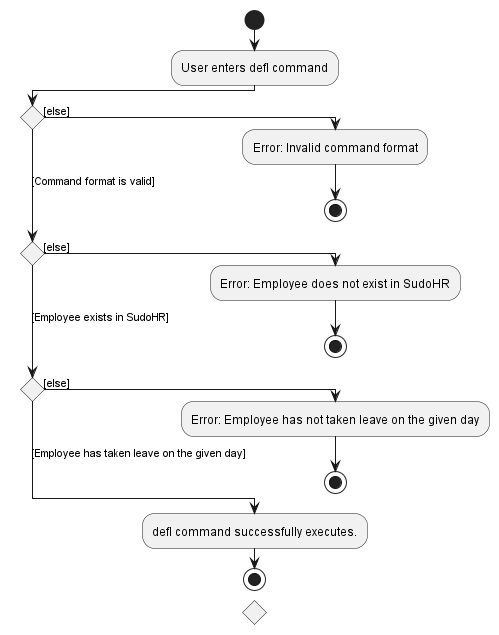 User enters defl command
[else]
Error: Invalid command format
[Command format is valid]
[else]
Error: Employee does not exist in SudoHR
[Employee exists in SudoHR]
[else]
Error: Employee has not taken leave on the given day
[Employee has taken leave on the given day]
defl command successfully executes.